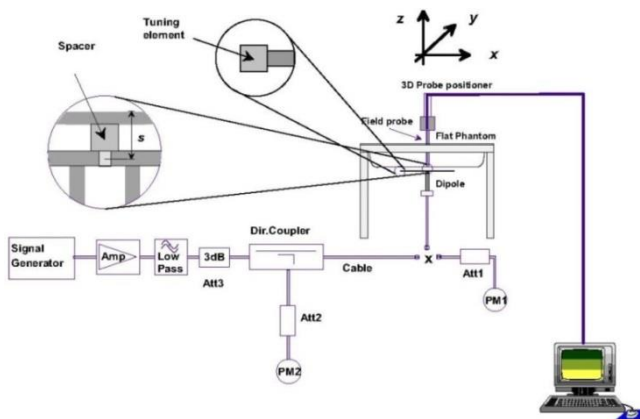 Tuning
element
Spacer
s
z
y
x
3D Probe positioner
Field probe
Flat Phantom
Dipole
Signal
Generator
Amp
Low
Pass
3dB
Att3
Dir.Coupler
Cable
x
Att1
PM1
Att2
PM2